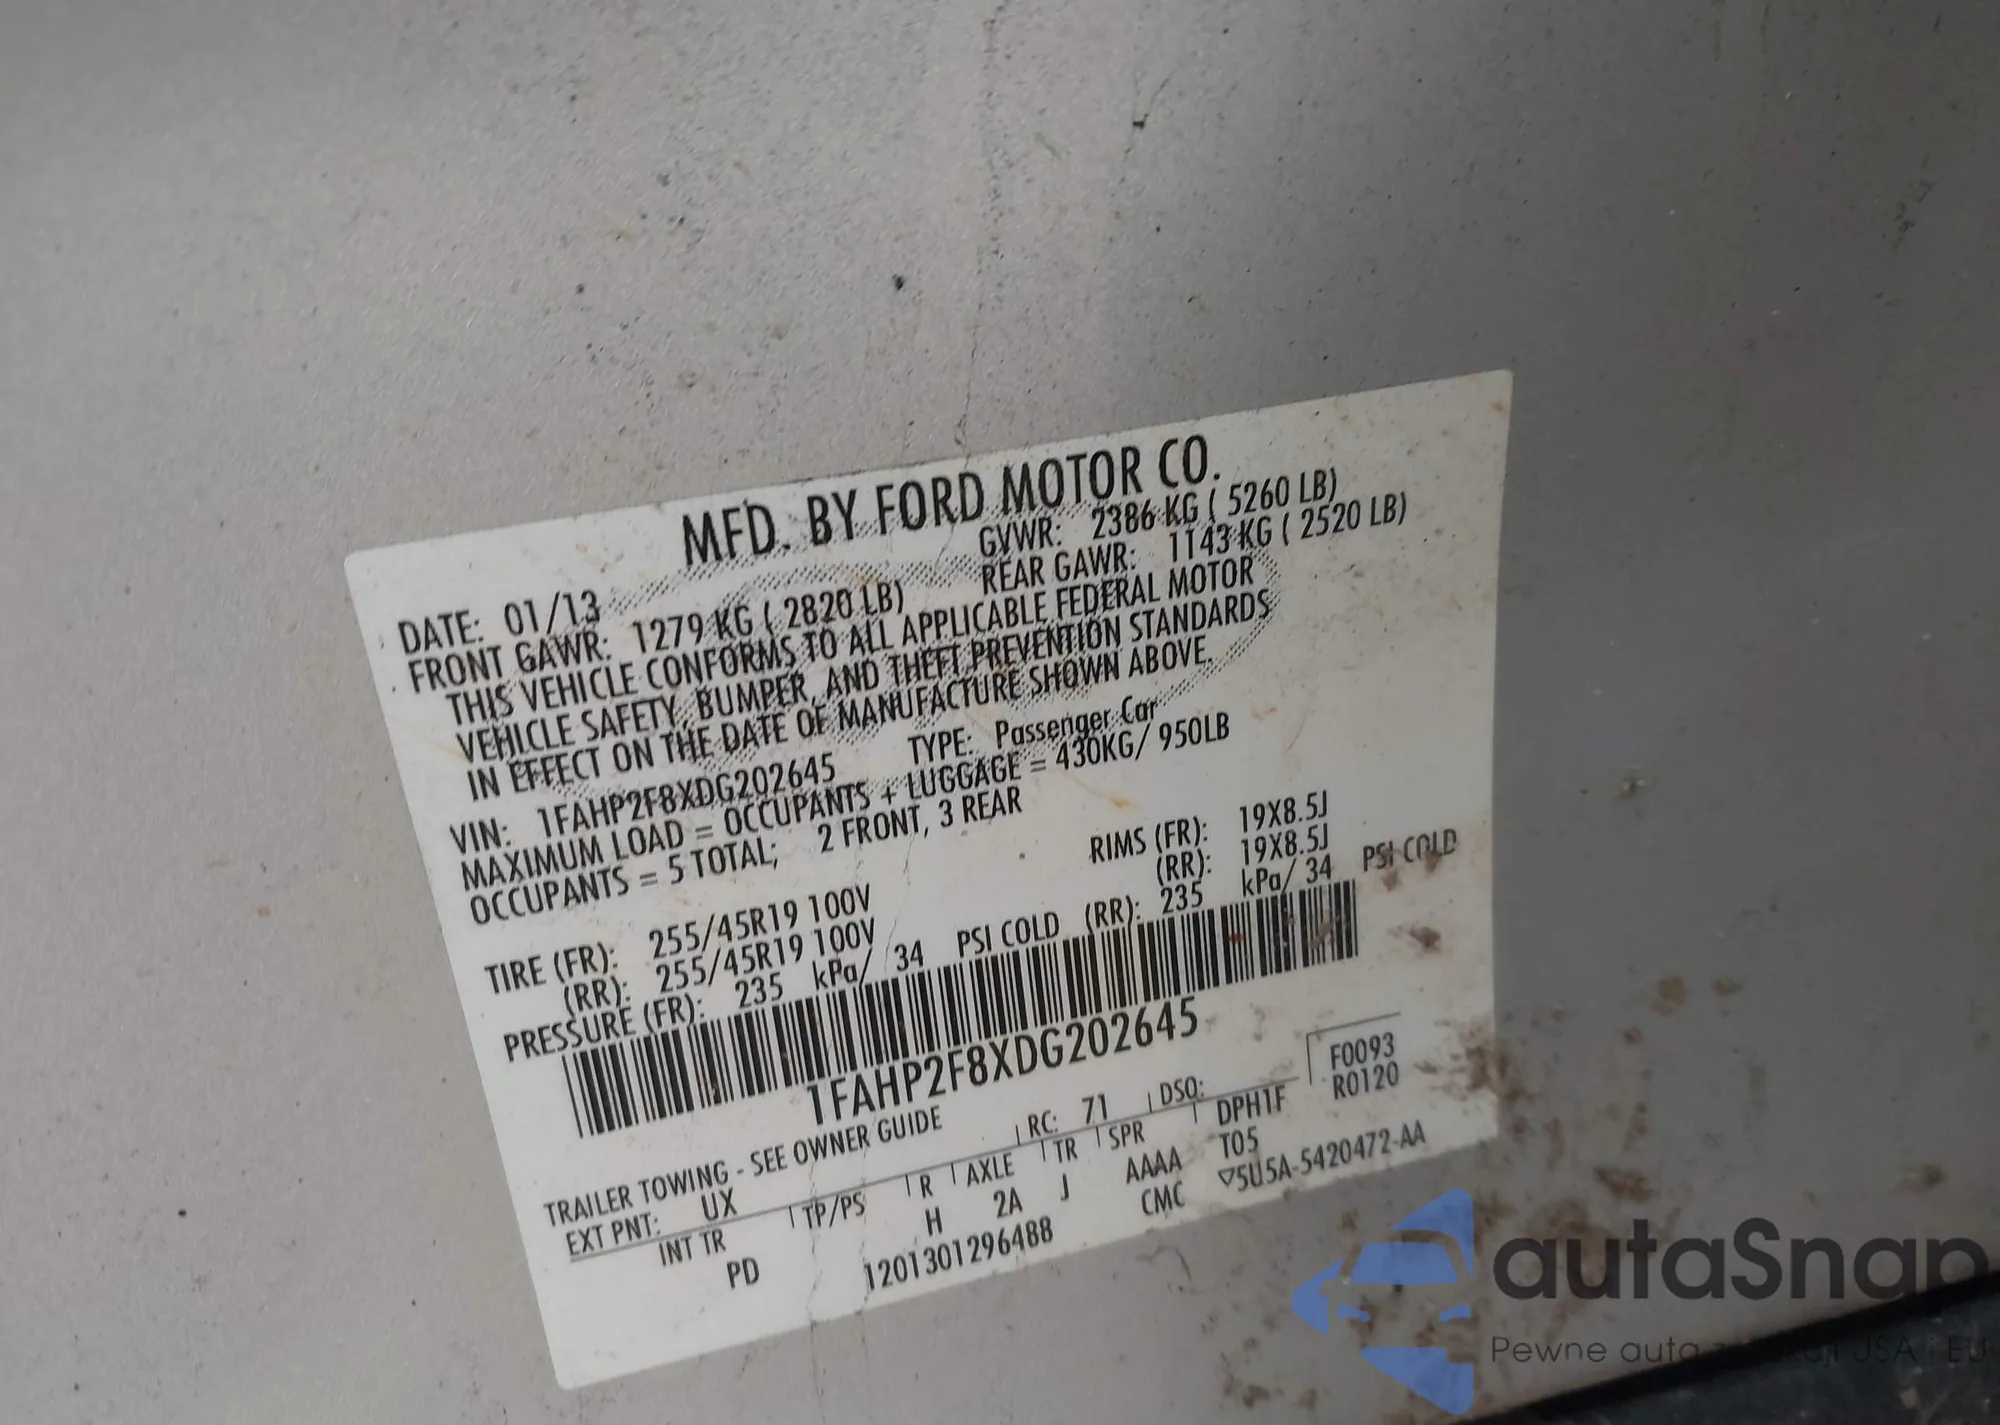 MFD. BY FORD MOTOR CO.
DATE: 01/13 GVWR: 2386 KG ( 5260 LB)
FRONT GAWR: 1279 KG ( 2820 LB) REAR GAWR: 1143 KG ( 2520 LB)
THIS VEHICLE CONFORMS TO ALL APPLICABLE FEDERAL MOTOR
VEHICLE SAFETY, BUMPER, AND THEFT PREVENTION STANDARDS
IN EFFECT ON THE DATE OF MANUFACTURE SHOWN ABOVE.
VIN: 1FAHP2F8XDG202645 TYPE: Passenger Car
MAXIMUM LOAD = OCCUPANTS + LUGGAGE = 430KG/ 950LB
OCCUPANTS = 5 TOTAL; 2 FRONT, 3 REAR
TIRE (FR): 255/45R19 100V RIMS (FR): 19X8.5J
(RR): 255/45R19 100V (RR): 19X8.5J
PRESSURE (FR): 235 kPa/ 34 PSI COLD (RR): 235 kPa/ 34 PSI COLD
1FAHP2F8XDG202645
TRAILER TOWING - SEE OWNER GUIDE
F0093
EXT PNT: UX RC: 71 DSO: R0120
INT TR TP/PS R AXLE TR SPR DPH1F
PD H 2A J AAAA T05
1201301296488 CMC ▽5U5A-5420472-AA
autaSnap
Pewne auta USA i EU